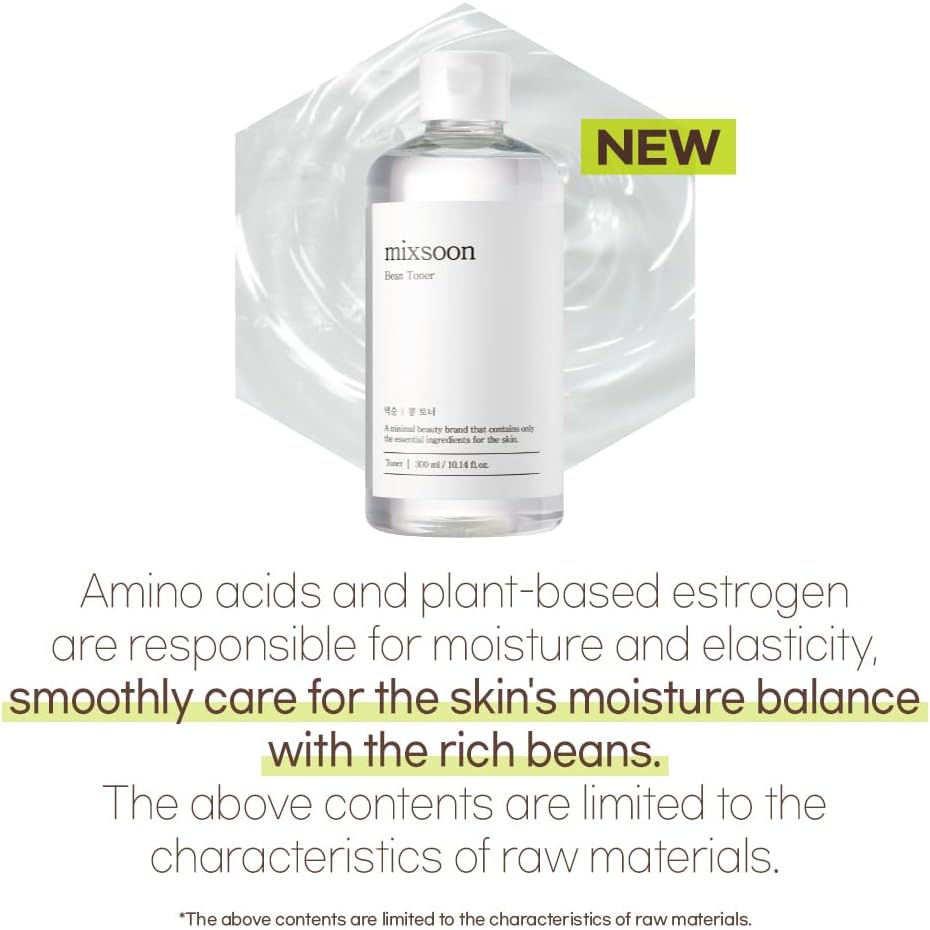 NEW
mixsoon
Bean Toner
믹순 | 콩 토너
A minimal beauty brand that contains only
the essential ingredients for the skin.
Toner | 300 ml / 10.14 fl.oz.
Amino acids and plant-based estrogen
are responsible for moisture and elasticity,
smoothly care for the skin's moisture balance
with the rich beans.
The above contents are limited to the
characteristics of raw materials.
*The above contents are limited to the characteristics of raw materials.